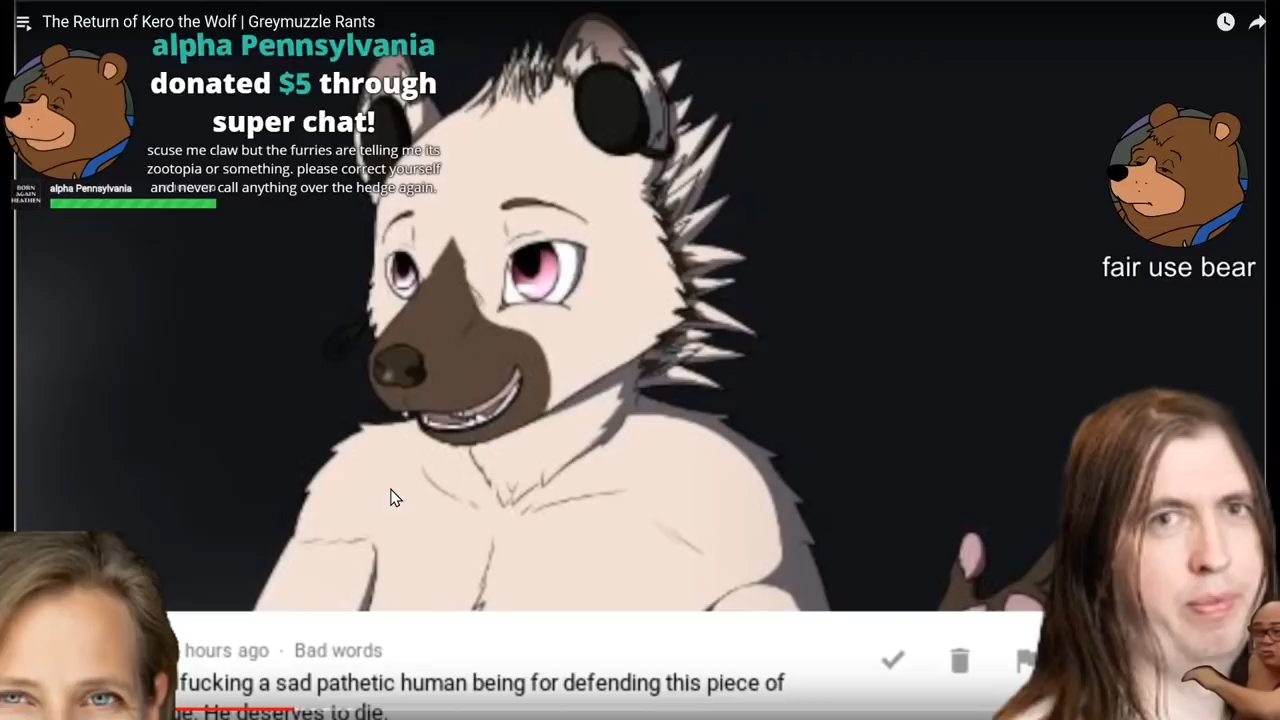 The Return of Kero the Wolf | Greymuzzle Rants
alpha Pennsylvania
donated $5 through
super chat!
scuse me claw but the furries are telling me its
zootopia or something. please correct yourself
and never call anything over the hedge again.
BORN
AGAIN
HEATHEN
alpha Pennsylvania
fair use bear
hours ago · Bad words
fucking a sad pathetic human being for defending this piece of
He deserves to die.